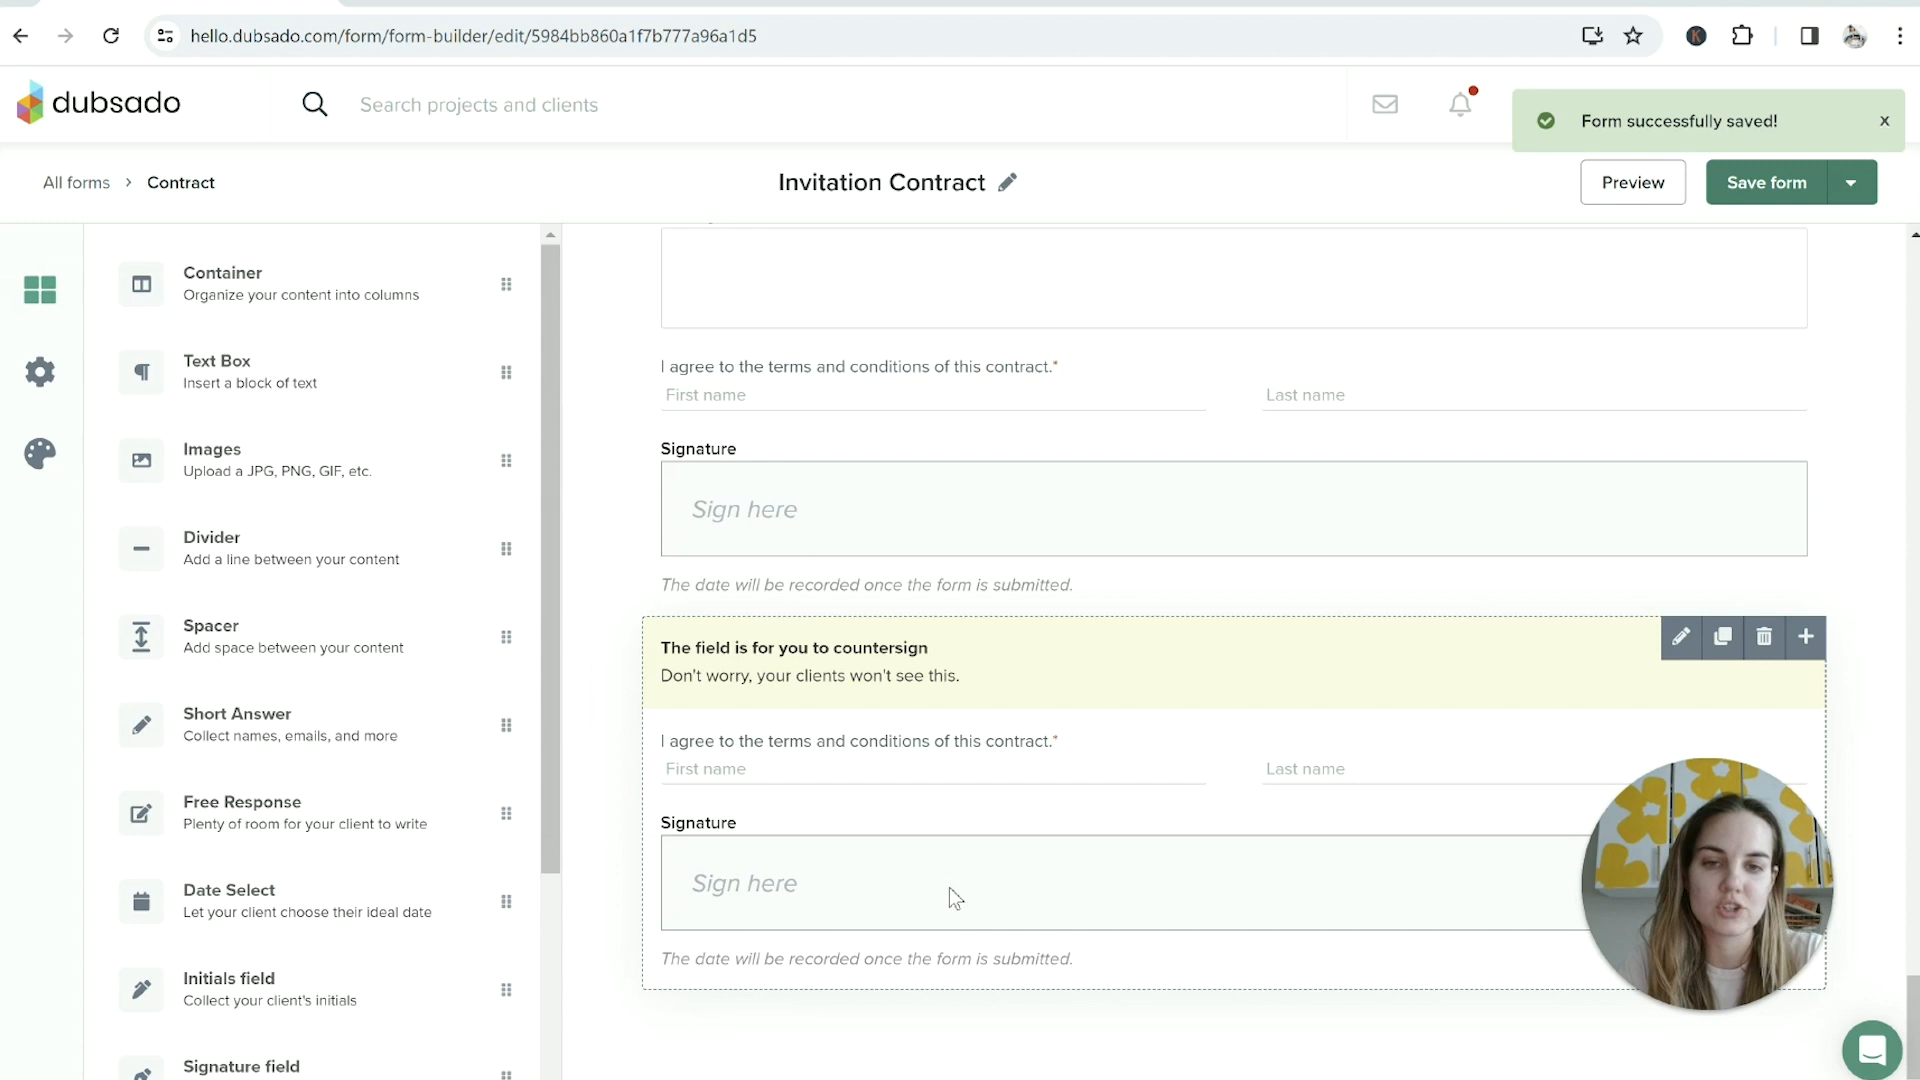 hello.dubsado.com/form/form-builder/edit/5984bb860a1f7b777a96a1d5
K
dubsado
Search projects and clients
Form successfully saved!
x
All forms > Contract
Invitation Contract
Preview
Save form
Container
Organize your content into columns
Text Box
Insert a block of text
Images
Upload a JPG, PNG, GIF, etc.
Divider
Add a line between your content
Spacer
Add space between your content
Short Answer
Collect names, emails, and more
Free Response
Plenty of room for your client to write
Date Select
Let your client choose their ideal date
Initials field
Collect your client's initials
Signature field
I agree to the terms and conditions of this contract.*
First name
Last name
Signature
Sign here
The date will be recorded once the form is submitted.
The field is for you to countersign
Don't worry, your clients won't see this.
I agree to the terms and conditions of this contract.*
First name
Last name
Signature
Sign here
The date will be recorded once the form is submitted.